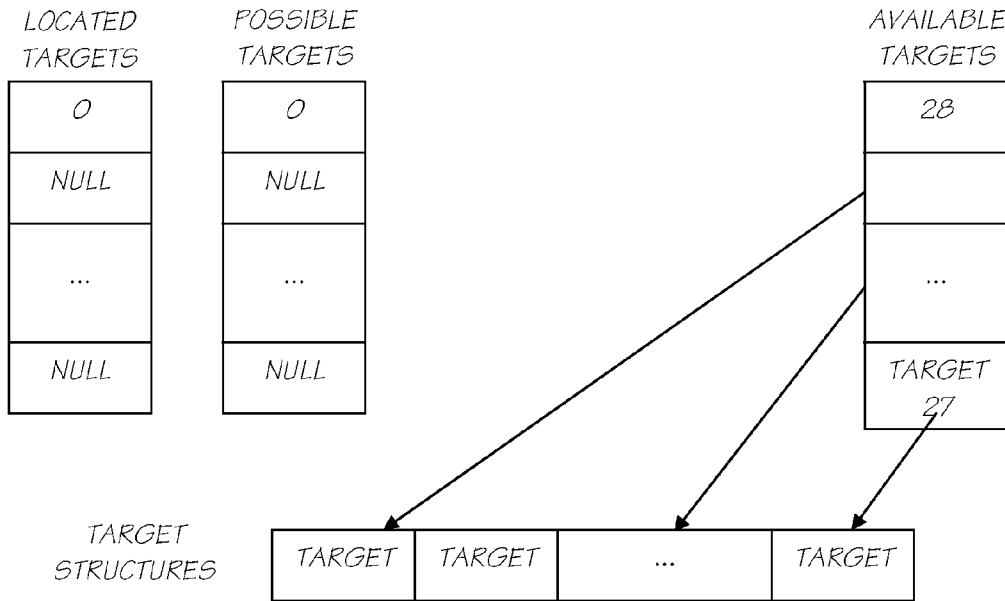 LOCATED
TARGETS
0
NULL
...
NULL
POSSIBLE
TARGETS
0
NULL
...
NULL
AVAILABLE
TARGETS
28
...
TARGET
27
TARGET
STRUCTURES
TARGET
TARGET
...
TARGET